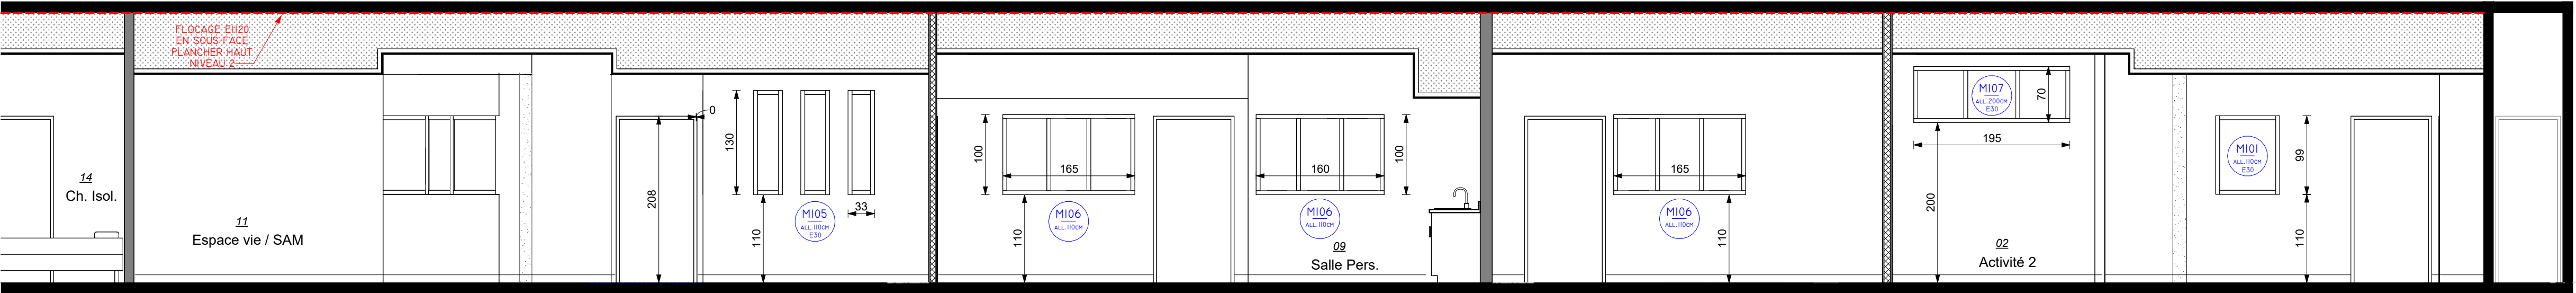 FLOCAGE EI120
EN SOUS-FACE
PLANCHER HAUT
NIVEAU 2
14
Ch. Isol.
11
Espace vie / SAM
0
208
130
110
33
MI05
ALL.110CM
E30
100
165
110
MI06
ALL.110CM
160
100
MI06
ALL.110CM
09
Salle Pers.
165
MI06
ALL.110CM
110
MI07
ALL.200CM
E30
70
195
200
02
Activité 2
MI01
ALL.110CM
E30
99
110